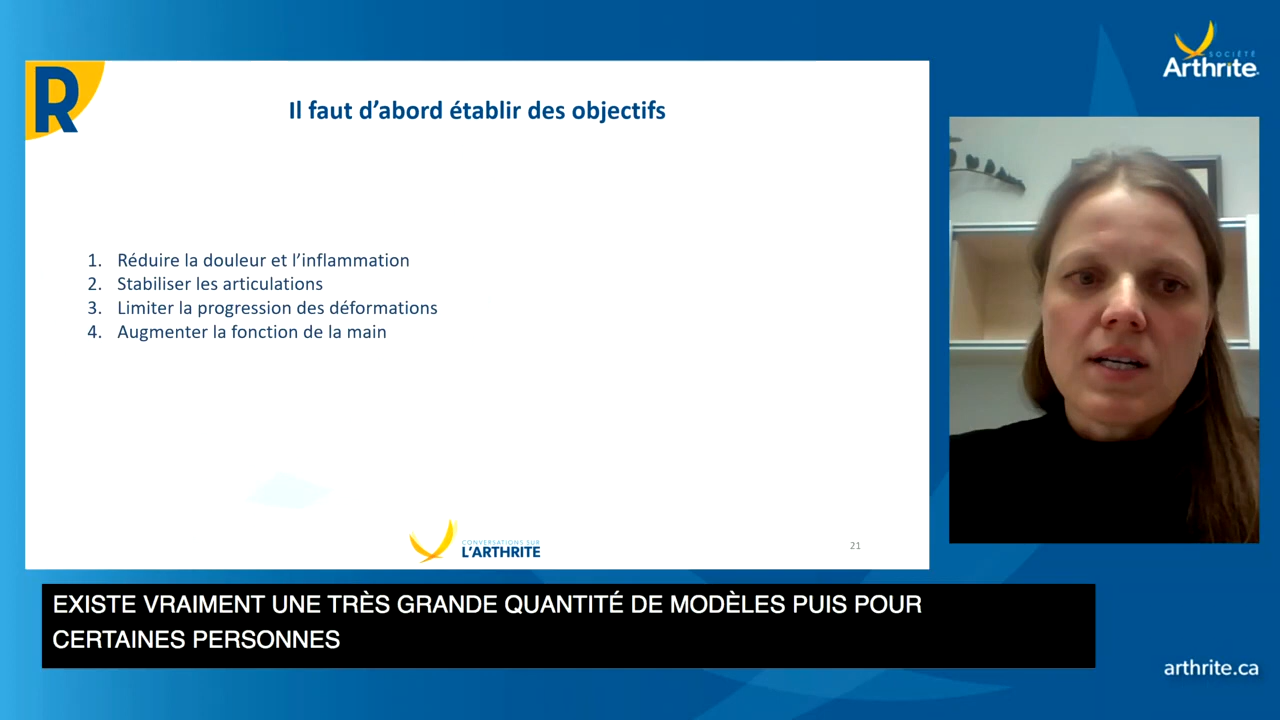 SOCIÉTÉ
Arthrite
R
Il faut d'abord établir des objectifs
1. Réduire la douleur et l'inflammation
2. Stabiliser les articulations
3. Limiter la progression des déformations
4. Augmenter la fonction de la main
CONVERSATIONS SUR
L'ARTHRITE
21
EXISTE VRAIMENT UNE TRÈS GRANDE QUANTITÉ DE MODÈLES PUIS POUR
CERTAINES PERSONNES
arthrite.ca